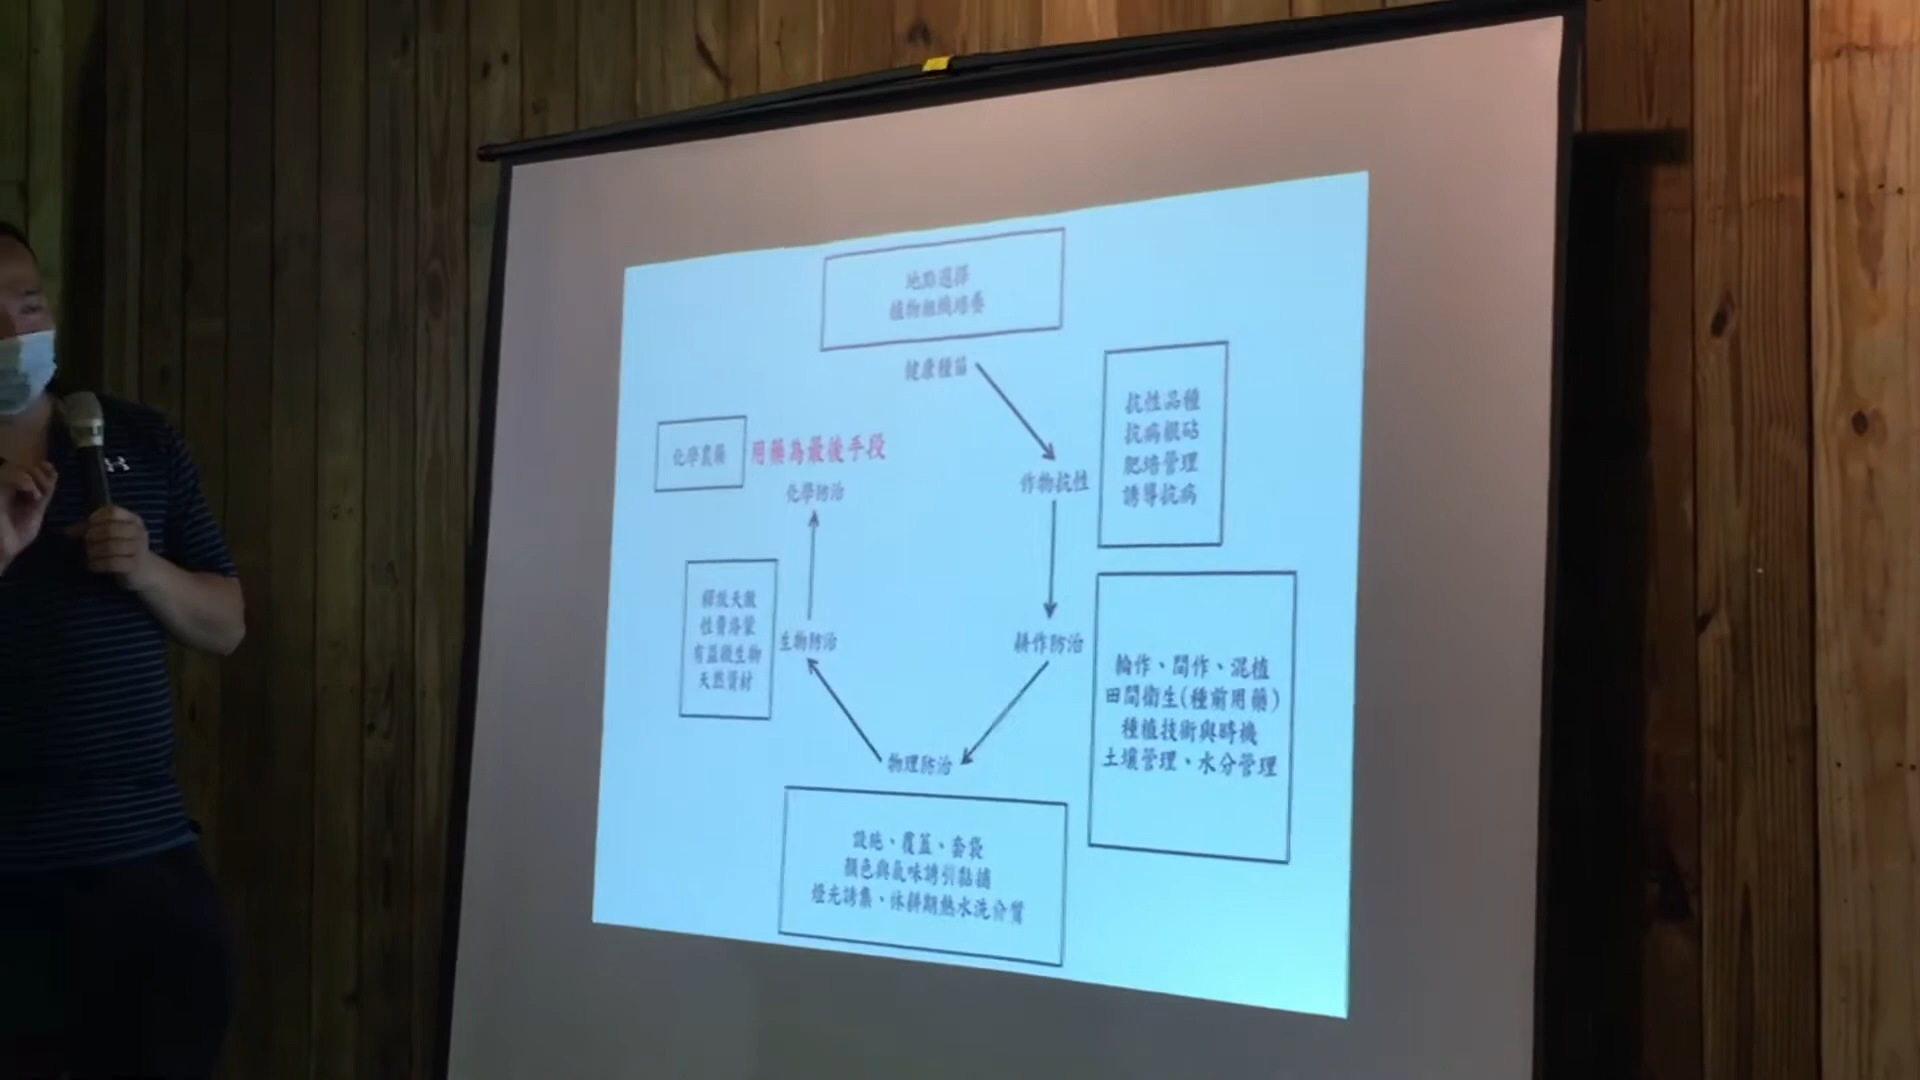 地點選擇
植物組織培養
健康種苗
抗性品種
抗病根砧
肥培管理
誘導抗病
作物抗性
化學農藥
用藥為最後手段
化學防治
釋放天敵
性費洛蒙
有益微生物
天然資材
生物防治
耕作防治
輪作、間作、混植
田間衛生(種前用藥)
種植技術與時機
土壤管理、水分管理
物理防治
設施、覆蓋、套袋
顏色與氣味誘引黏捕
燈光誘集、休耕期熱水洗介質